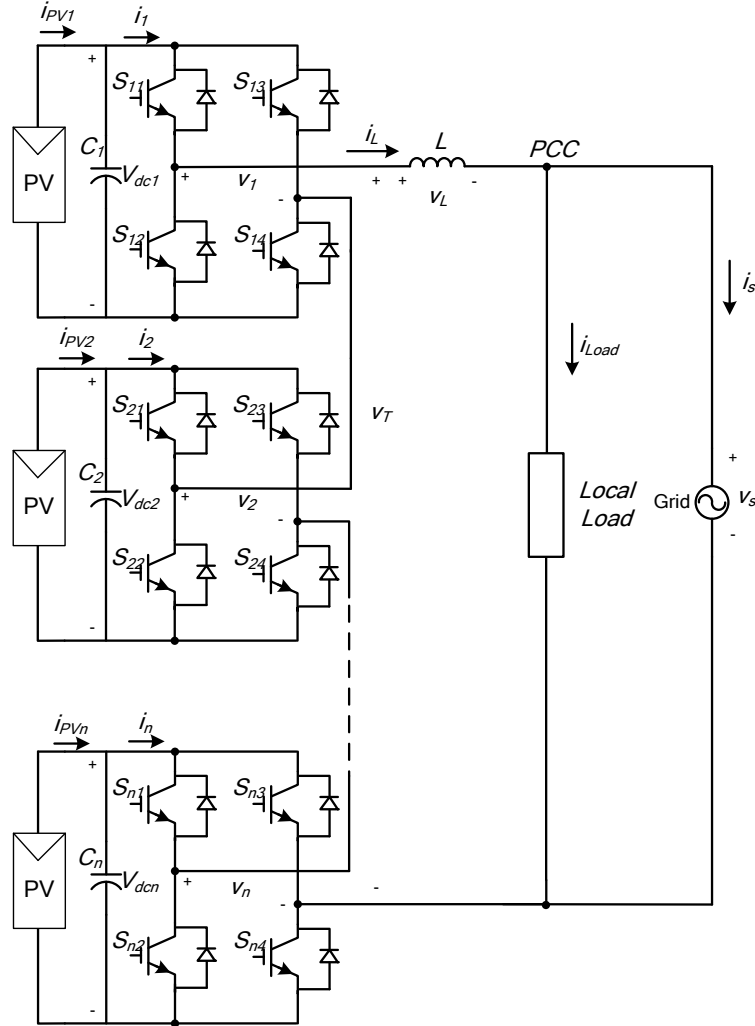 iPV1 i1
+
S11 S13
C1 iL L PCC
PV Vdc1 + v1 + + -
- vL
S12 S14 is
-
iPV2 i2 iLoad
+
S21 S23
vT
C2
PV Vdc2 + v2 Local Load + Grid vs
- -
S22 S24
-
iPVn in
+
Sn1 Sn3
Cn
PV Vdcn + vn -
-
Sn2 Sn4
-